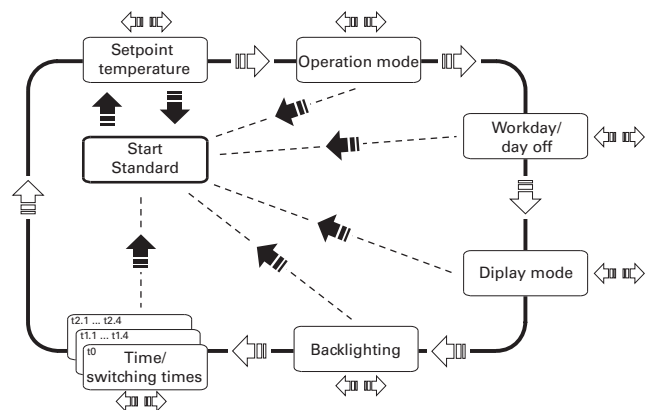 Setpoint
temperature
Operation mode
Start
Standard
Workday/
day off
Diplay mode
Backlighting
t2.1 ... t2.4
t1.1 ... t1.4
t0
Time/
switching times